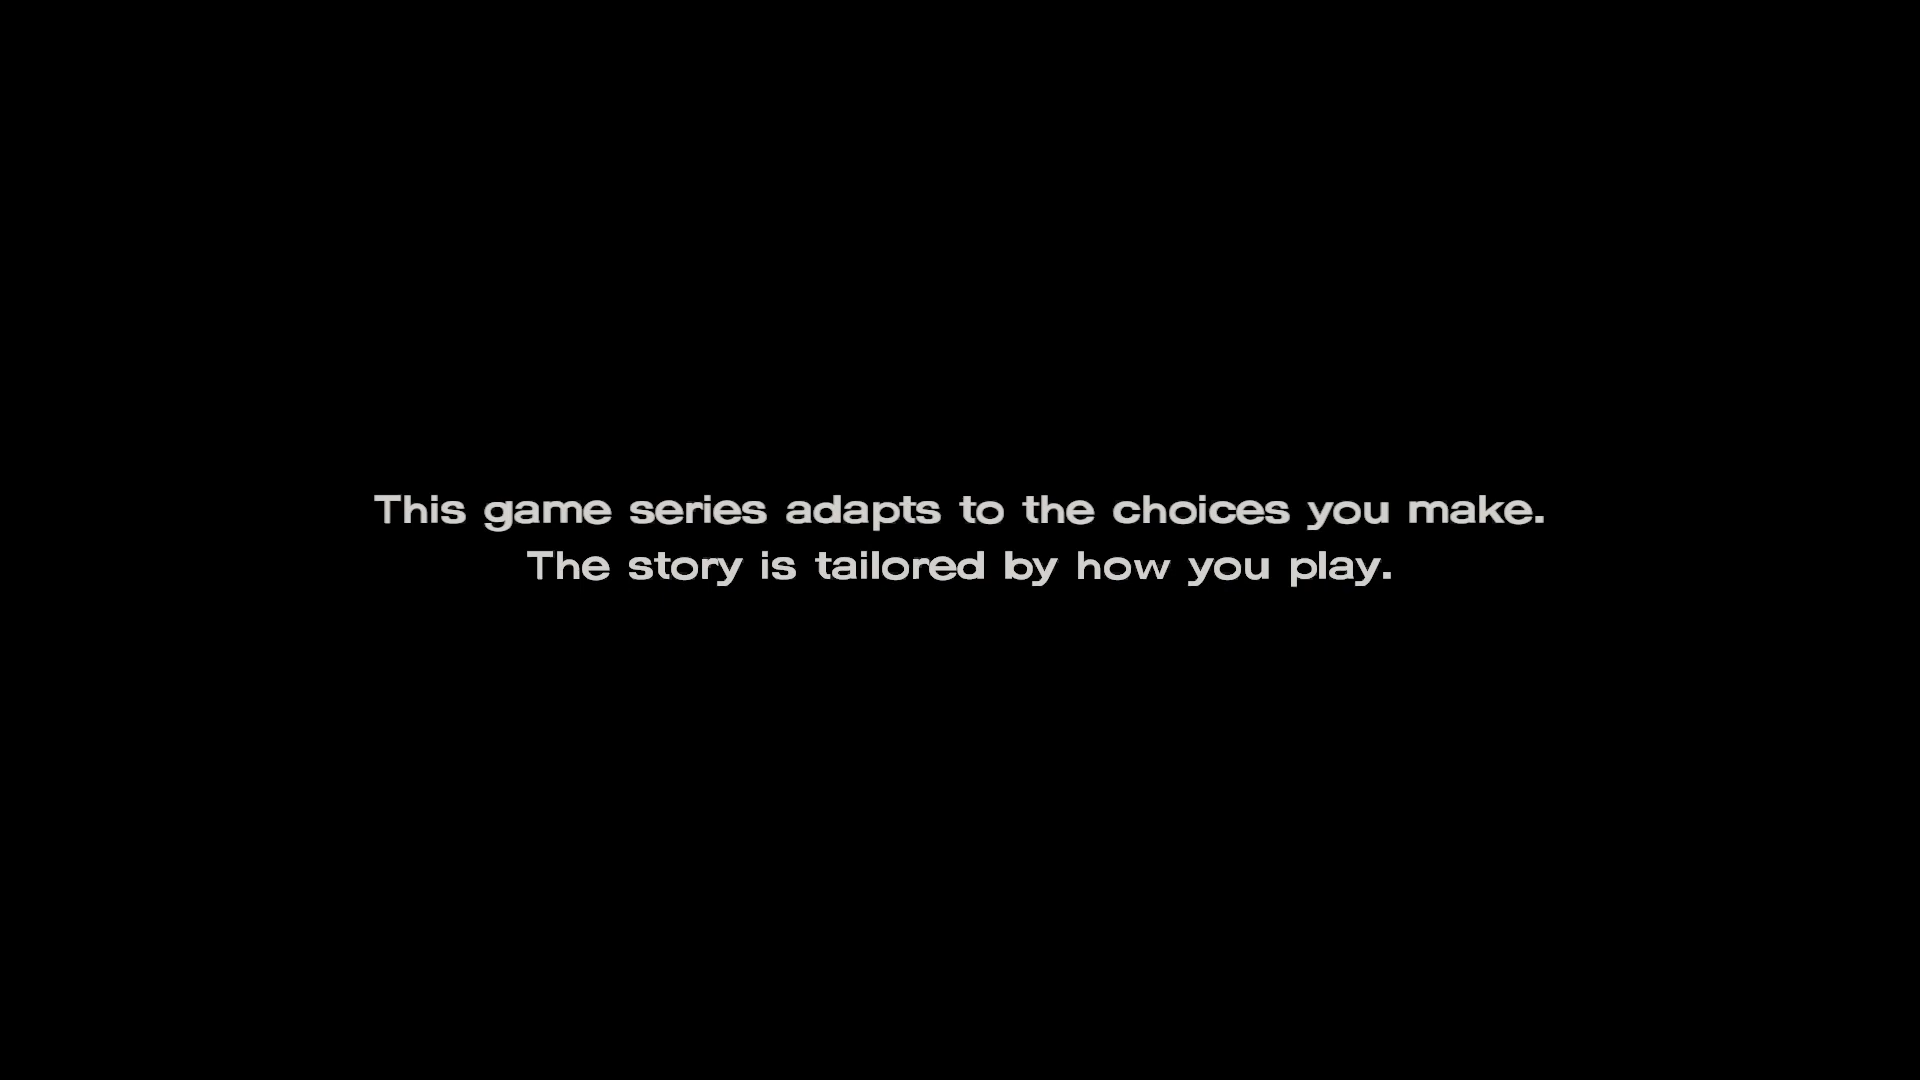 This game series adapts to the choices you make.
The story is tailored by how you play.